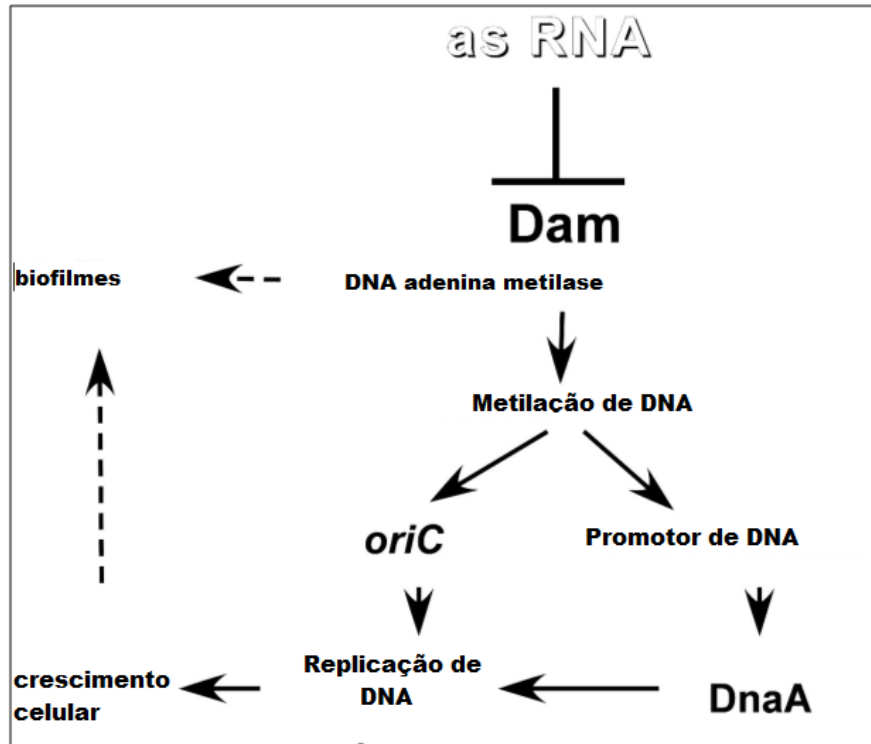 as RNA
Dam
biofilmes
DNA adenina metilase
Metilação de DNA
oriC
Promotor de DNA
Replicação de
DNA
crescimento
celular
DnaA